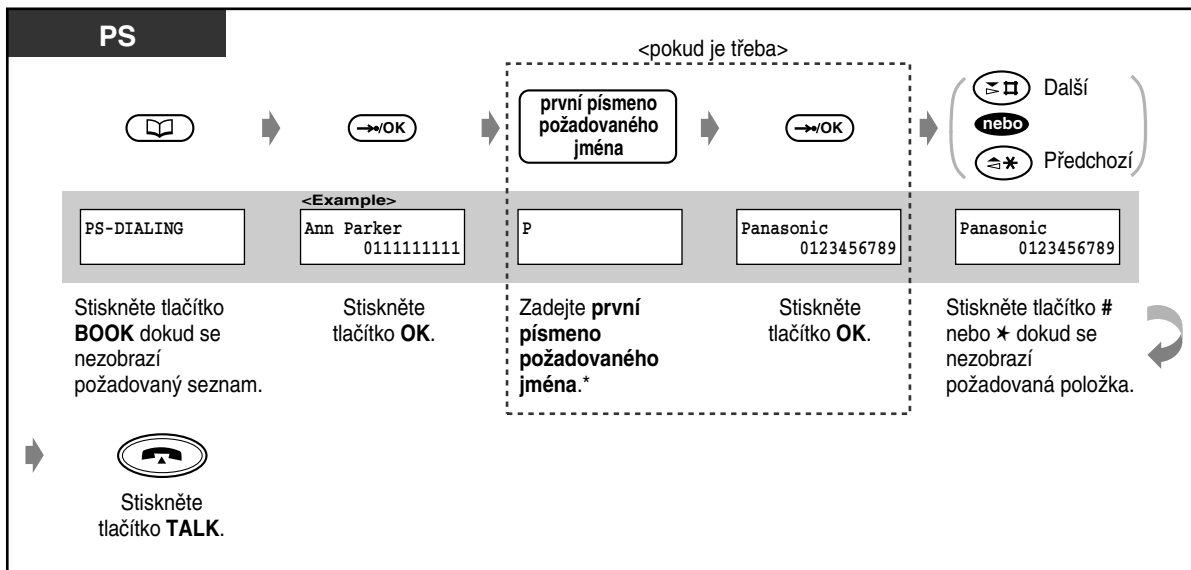 PS
<pokud je třeba>
první písmeno
požadovaného
jména
/OK
/OK
Další
nebo
Předchozí
<Example>
PS-DIALING
Ann Parker
0111111111
P
Panasonic
0123456789
Panasonic
0123456789
Stiskněte tlačítko
BOOK dokud se
nezobrazí
požadovaný seznam.
Stiskněte
tlačítko OK.
Zadejte první
písmeno
požadovaného
jména.*
Stiskněte
tlačítko OK.
Stiskněte tlačítko #
nebo * dokud se
nezobrazí
požadovaná položka.
Stiskněte
tlačítko TALK.